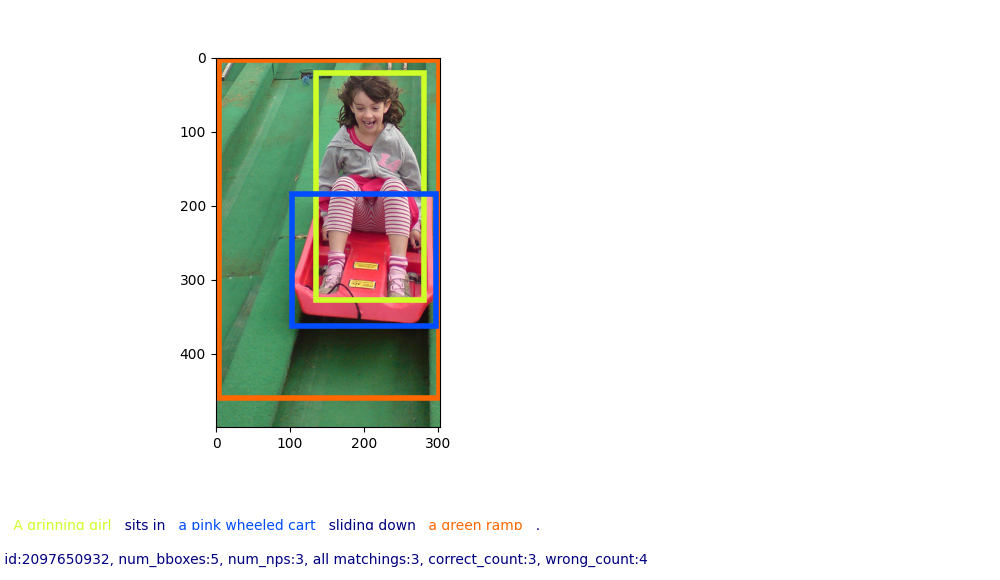 0
100
200
300
400
0 100 200 300
A grinning girl sits in a pink wheeled cart sliding down a green ramp .
id:2097650932, num_bboxes:5, num_nps:3, all matchings:3, correct_count:3, wrong_count:4